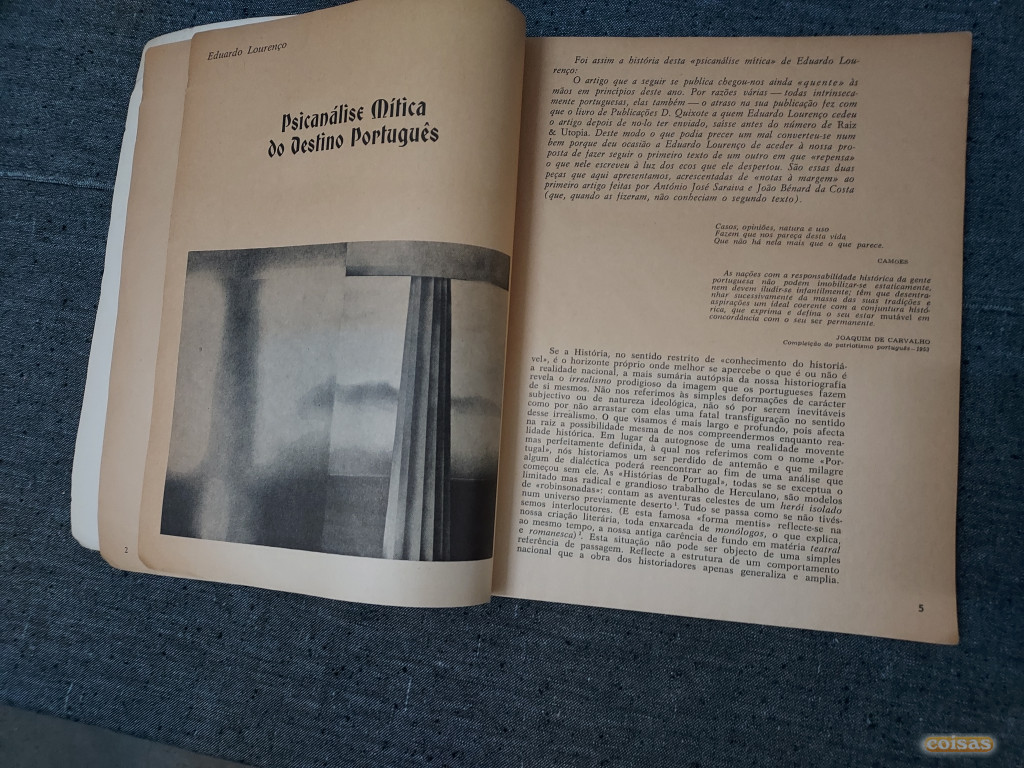 Eduardo Lourenço
Psicanálise Mítica
do Destino Português
2
Foi assim a história desta «psicanálise mítica» de Eduardo Lou-
renço:
O artigo que a seguir se publica chegou-nos ainda «quente» às
mãos em princípios deste ano. Por razões várias — todas intrinseca-
mente portuguesas, elas também — o atraso na sua publicação fez com
que o livro de Publicações D. Quixote a quem Eduardo Lourenço cedeu
o artigo depois de no-lo ter enviado, saísse antes do número de Raiz
& Utopia. Deste modo o que podia precer um mal converteu-se num
bem porque deu ocasião a Eduardo Lourenço de aceder à nossa pro-
posta de fazer seguir o primeiro texto de um outro em que «repensa»
o que nele escreveu à luz dos ecos que ele despertou. São essas duas
peças que aqui apresentamos, acrescentadas de «notas à margem» ao
primeiro artigo feitas por António José Saraiva e João Bénard da Costa
(que, quando as fizeram, não conheciam o segundo texto).
Casos, opiniões, natura e uso
Fazem que nos pareça desta vida
Que não há nela mais que o que parece.
CAMÕES
As nações com a responsabilidade histórica da gente
portuguesa não podem imobilizar-se estaticamente,
nem devem iludir-se infantilmente; têm que desentra-
nhar sucessivamente da massa das suas tradições e
aspirações um ideal coerente com a conjuntura histó-
rica, que exprima e defina o seu estar mutável em
concordância com o seu ser permanente.
JOAQUIM DE CARVALHO
Compsição do patriotismo português—1953
Se a História, no sentido restrito de «conhecimento do historiá-
vel», é o horizonte próprio onde melhor se apercebe o que é ou não é
a realidade nacional, a mais sumária autópsia da nossa historiografia
revela o irrealismo prodigioso da imagem que os portugueses fazem
de si mesmos. Não nos referimos às simples deformações de carácter
subjectivo ou de natureza ideológica, não só por serem inevitáveis
como por não arrastar com elas uma fatal transfiguração no sentido
desse irrealismo. O que visamos é mais largo e profundo, pois afecta
na raiz a possibilidade mesma de nos compreendermos enquanto rea-
lidade histórica. Em lugar da autognose de uma realidade movente
mas perfeitamente definida, à qual nos referimos com o nome «Por-
tugal», nós historiamos um ser perdido de antemão e que milagre
algum de dialéctica poderá reencontar ao fim de uma análise que
começou sem ele. As «Histórias de Portugal», todas se se exceptua o
limitado mas radical e grandioso trabalho de Herculano, são modelos
de «robinsonadas»: contam as aventuras celestes de um herói isolado
num universo previamente deserto¹. Tudo se passa como se não tivés-
semos interlocutores. (E esta famosa «forma mentis» reflecte-se na
nossa criação literária, toda enxarcada de monólogos, o que explica,
ao mesmo tempo, a nossa antiga carência de fundo em matéria teatral
e romanesca)². Esta situação não pode ser objecto de uma simples
referência de passagem. Reflecte a estrutura de um comportamento
nacional que a obra dos historiadores apenas generaliza e amplia.
5
coisas